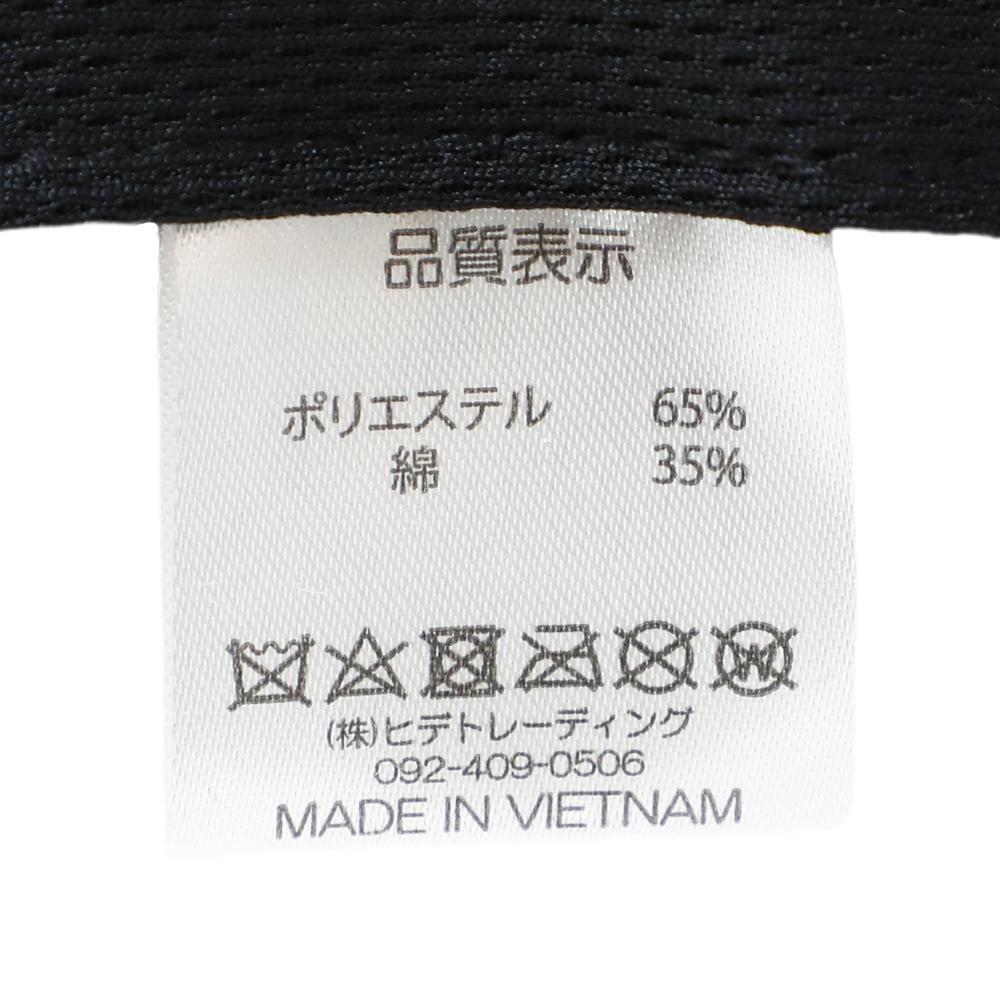 品質表示
ポリエステル 65%
綿 35%
W
(株)ヒデトレーディング
092-409-0506
MADE IN VIETNAM